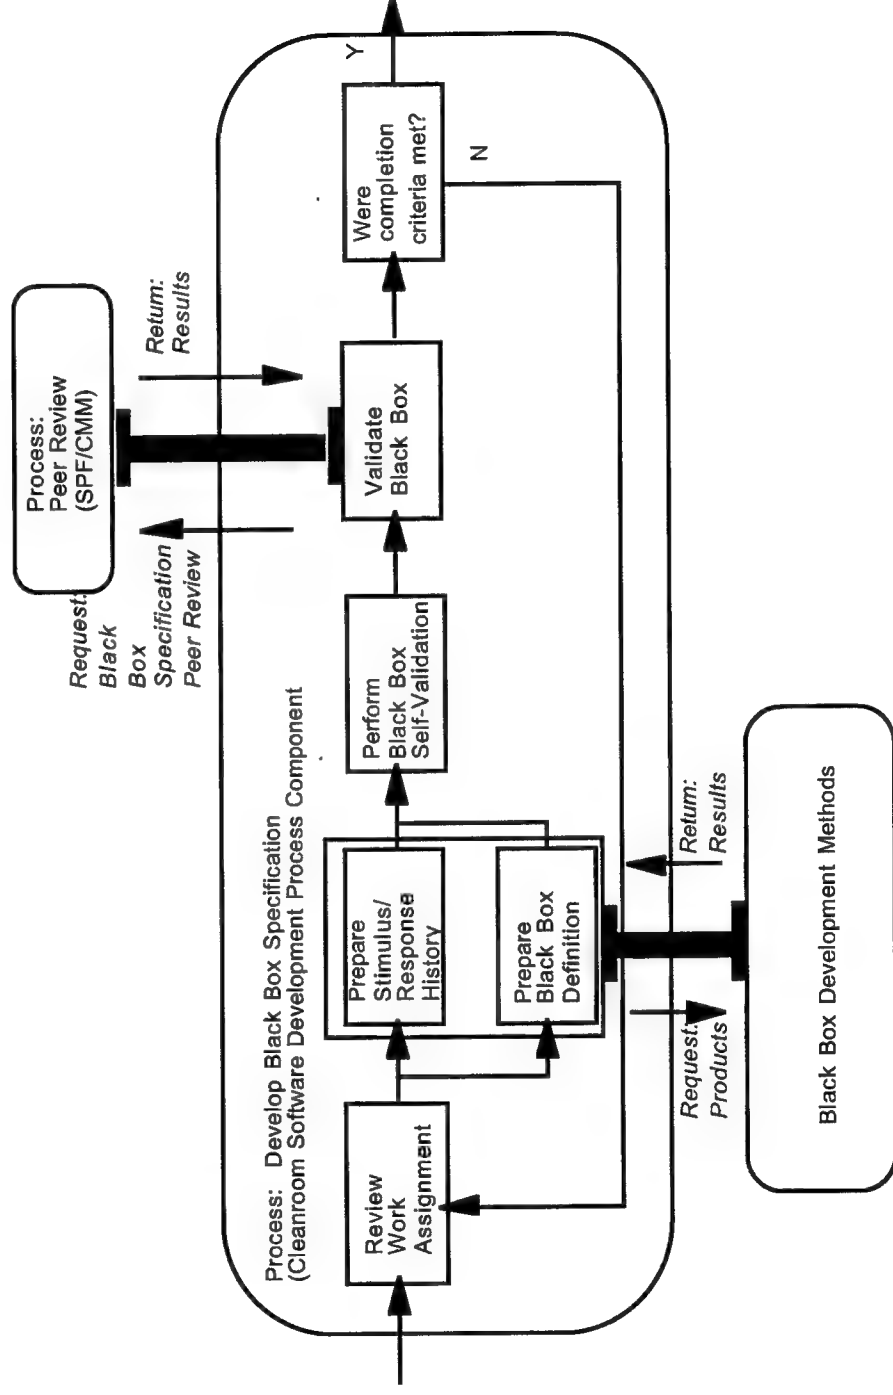 Process:
Peer Review
(SPF/CMM)
Request:
Black
Box
Specification
Peer Review
Return:
Results
Process: Develop Black Box Specification
(Cleanroom Software Development Process Component
Review
Work
Assignment
Prepare
Stimulus/
Response
History
Prepare
Black Box
Definition
Perform
Black Box
Self-Validation
Validate
Black Box
Were
completion
criteria met?
Y
N
Request:
Products
Return:
Results
Black Box Development Methods